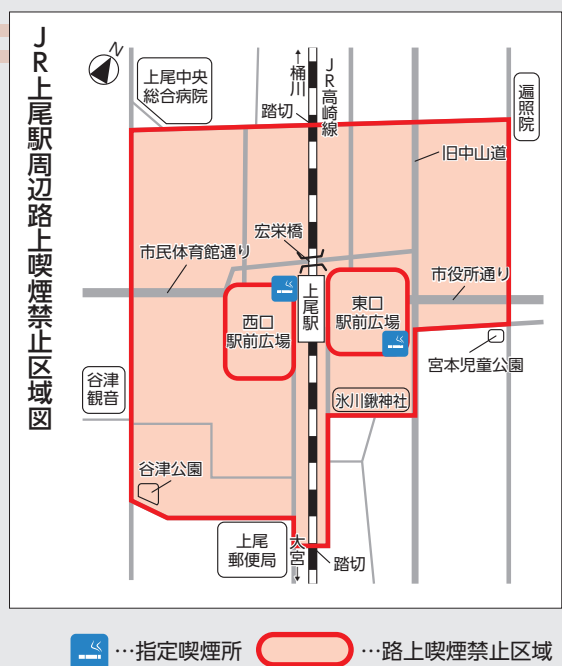 JR上尾駅周辺路上喫煙禁止区域図
N
上尾中央
総合病院
←桶川
JR高崎線
踏切
遍照院
旧中山道
宏栄橋
市民体育館通り
市役所通り
上尾駅
西口
駅前広場
東口
駅前広場
宮本児童公園
谷津
観音
氷川鍬神社
谷津公園
上尾
郵便局
大宮→
踏切
…指定喫煙所
…路上喫煙禁止区域